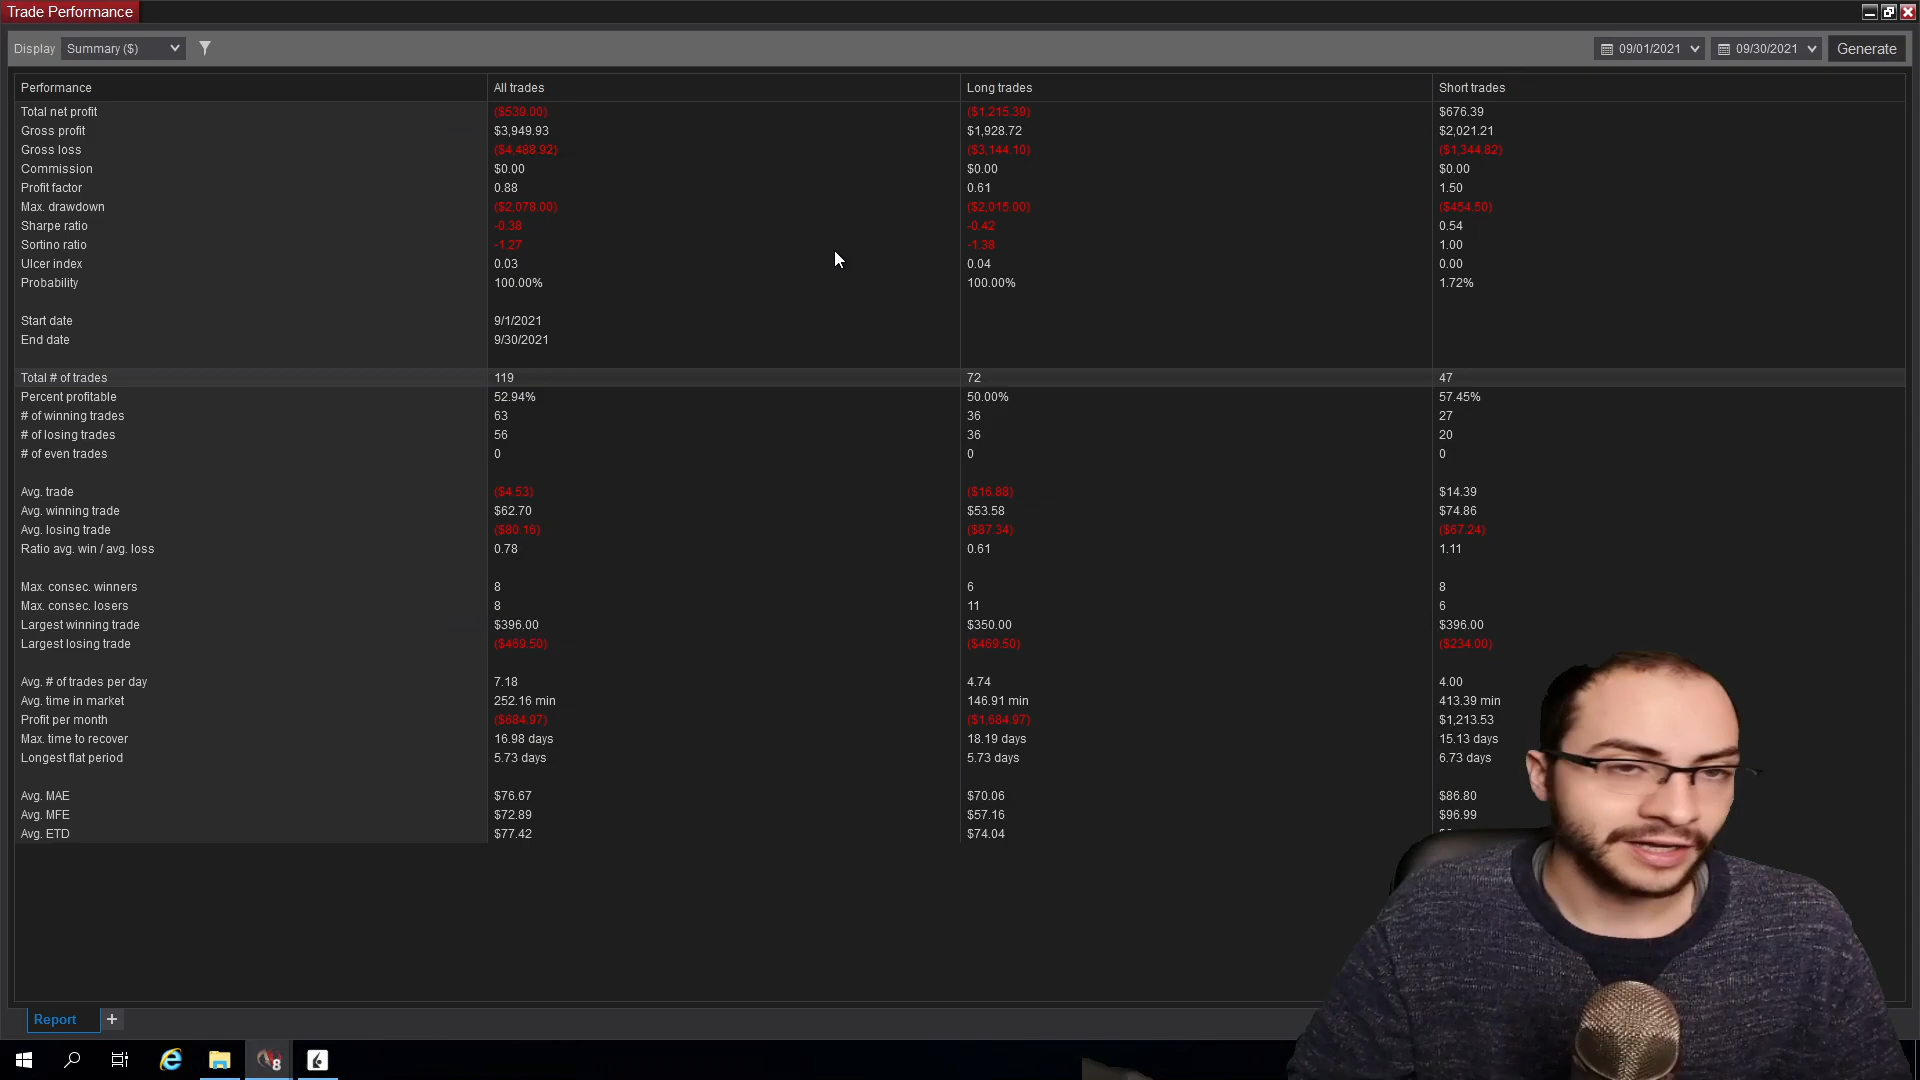 Trade Performance
Display Summary ($) 09/01/2021 09/30/2021 Generate
Performance All trades Long trades Short trades
Total net profit ($539.00) ($1,215.39) $676.39
Gross profit $3,949.93 $1,928.72 $2,021.21
Gross loss ($4,488.92) ($3,144.10) ($1,344.82)
Commission $0.00 $0.00 $0.00
Profit factor 0.88 0.61 1.50
Max. drawdown ($2,078.00) ($2,015.00) ($454.50)
Sharpe ratio -0.38 -0.42 0.54
Sortino ratio -1.27 -1.38 1.00
Ulcer index 0.03 0.04 0.00
Probability 100.00% 100.00% 1.72%
Start date 9/1/2021
End date 9/30/2021
Total # of trades 119 72 47
Percent profitable 52.94% 50.00% 57.45%
# of winning trades 63 36 27
# of losing trades 56 36 20
# of even trades 0 0 0
Avg. trade ($4.53) ($16.88) $14.39
Avg. winning trade $62.70 $53.58 $74.86
Avg. losing trade ($80.16) ($87.34) ($67.24)
Ratio avg. win / avg. loss 0.78 0.61 1.11
Max. consec. winners 8 6 8
Max. consec. losers 8 11 6
Largest winning trade $396.00 $350.00 $396.00
Largest losing trade ($469.50) ($469.50) ($234.00)
Avg. # of trades per day 7.18 4.74 4.00
Avg. time in market 252.16 min 146.91 min 413.39 min
Profit per month ($684.97) ($1,684.97) $1,213.53
Max. time to recover 16.98 days 18.19 days 15.13 days
Longest flat period 5.73 days 5.73 days 6.73 days
Avg. MAE $76.67 $70.06 $86.80
Avg. MFE $72.89 $57.16 $96.99
Avg. ETD $77.42 $74.04
Report +
8